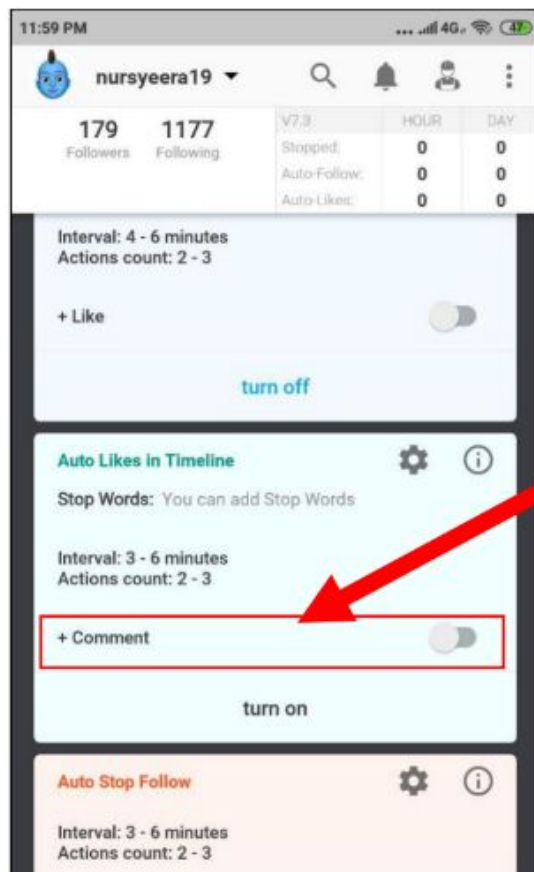 11:59 PM 4G 47
nursyeera19
179 1177
Followers Following
V7.3 HOUR DAY
Stopped: 0 0
Auto-Follow: 0 0
Auto-Likes: 0 0
Interval: 4 - 6 minutes
Actions count: 2 - 3
+ Like
turn off
Auto Likes in Timeline
Stop Words: You can add Stop Words
Interval: 3 - 6 minutes
Actions count: 2 - 3
+ Comment
turn on
Auto Stop Follow
Interval: 3 - 6 minutes
Actions count: 2 - 3